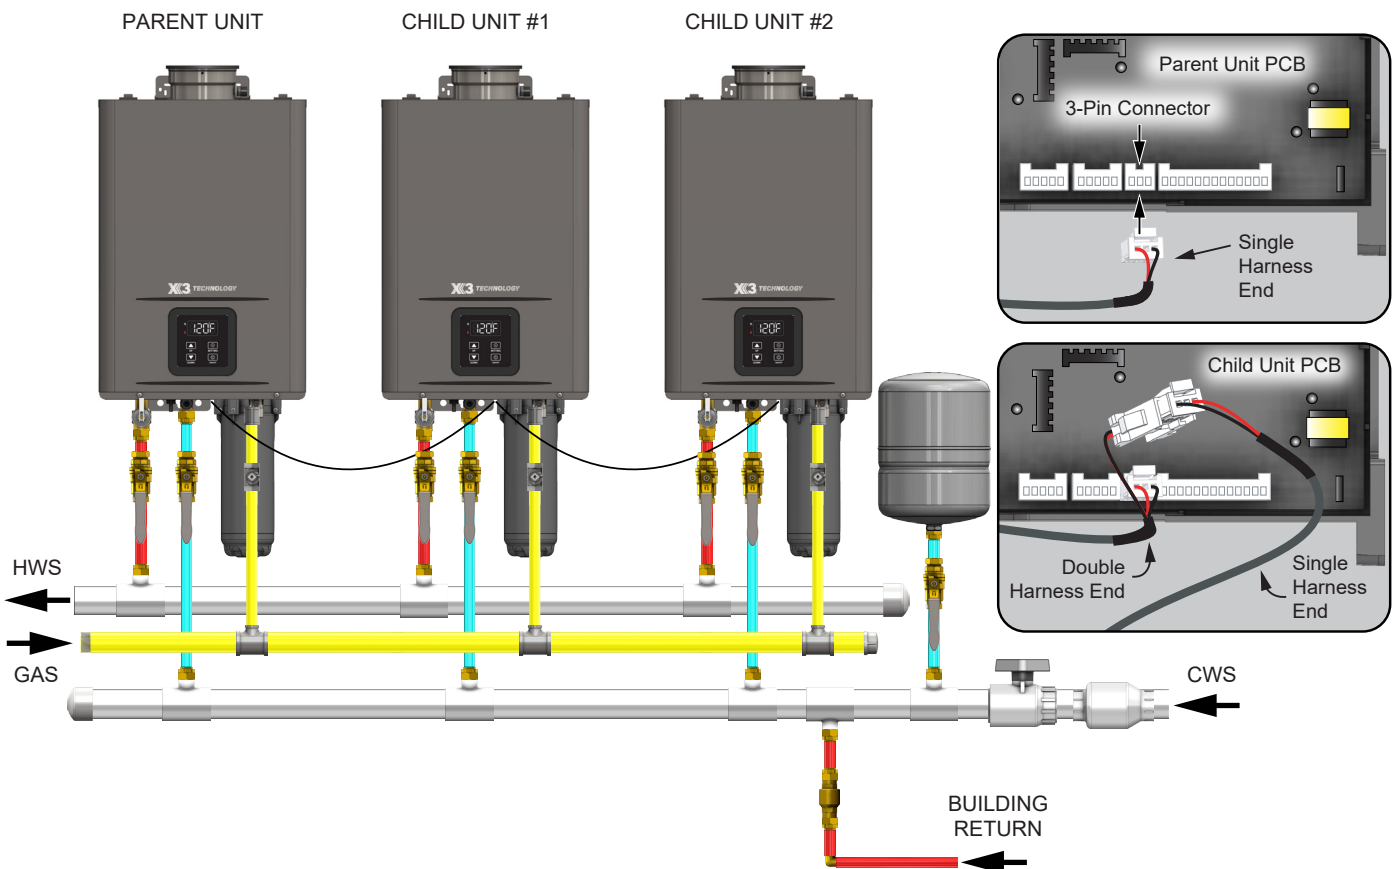 PARENT UNIT
CHILD UNIT #1
CHILD UNIT #2
X3 TECHNOLOGY
120F
X3 TECHNOLOGY
120F
X3 TECHNOLOGY
120F
HWS
GAS
CWS
BUILDING
RETURN
Parent Unit PCB
3-Pin Connector
Single
Harness
End
Child Unit PCB
Double
Harness End
Single
Harness
End